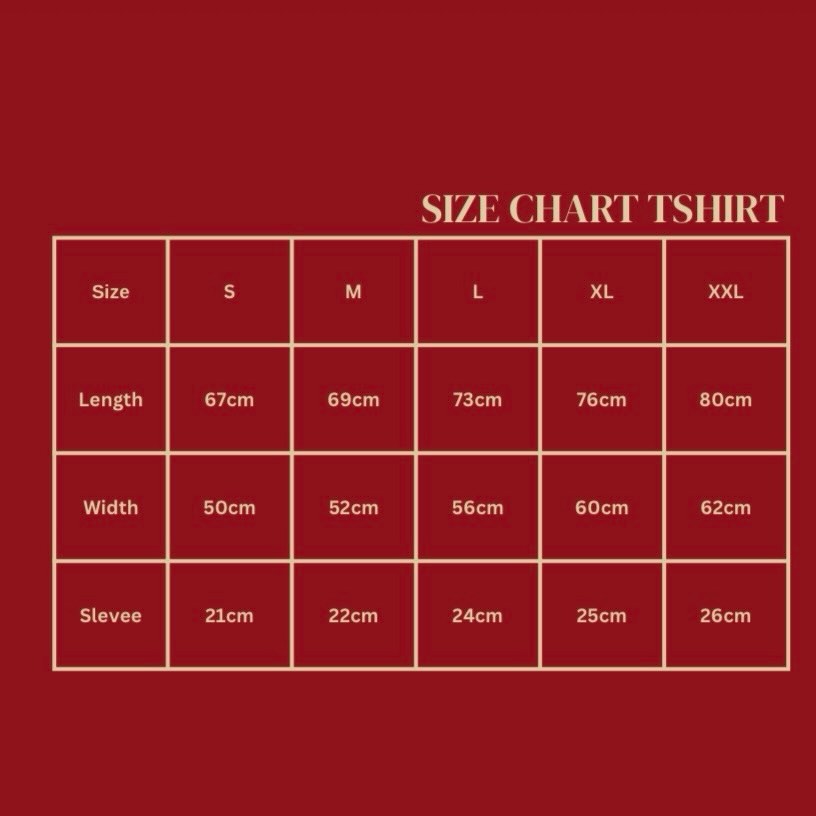 SIZE CHART TSHIRT
Size S M L XL XXL
Length 67cm 69cm 73cm 76cm 80cm
Width 50cm 52cm 56cm 60cm 62cm
Slevee 21cm 22cm 24cm 25cm 26cm